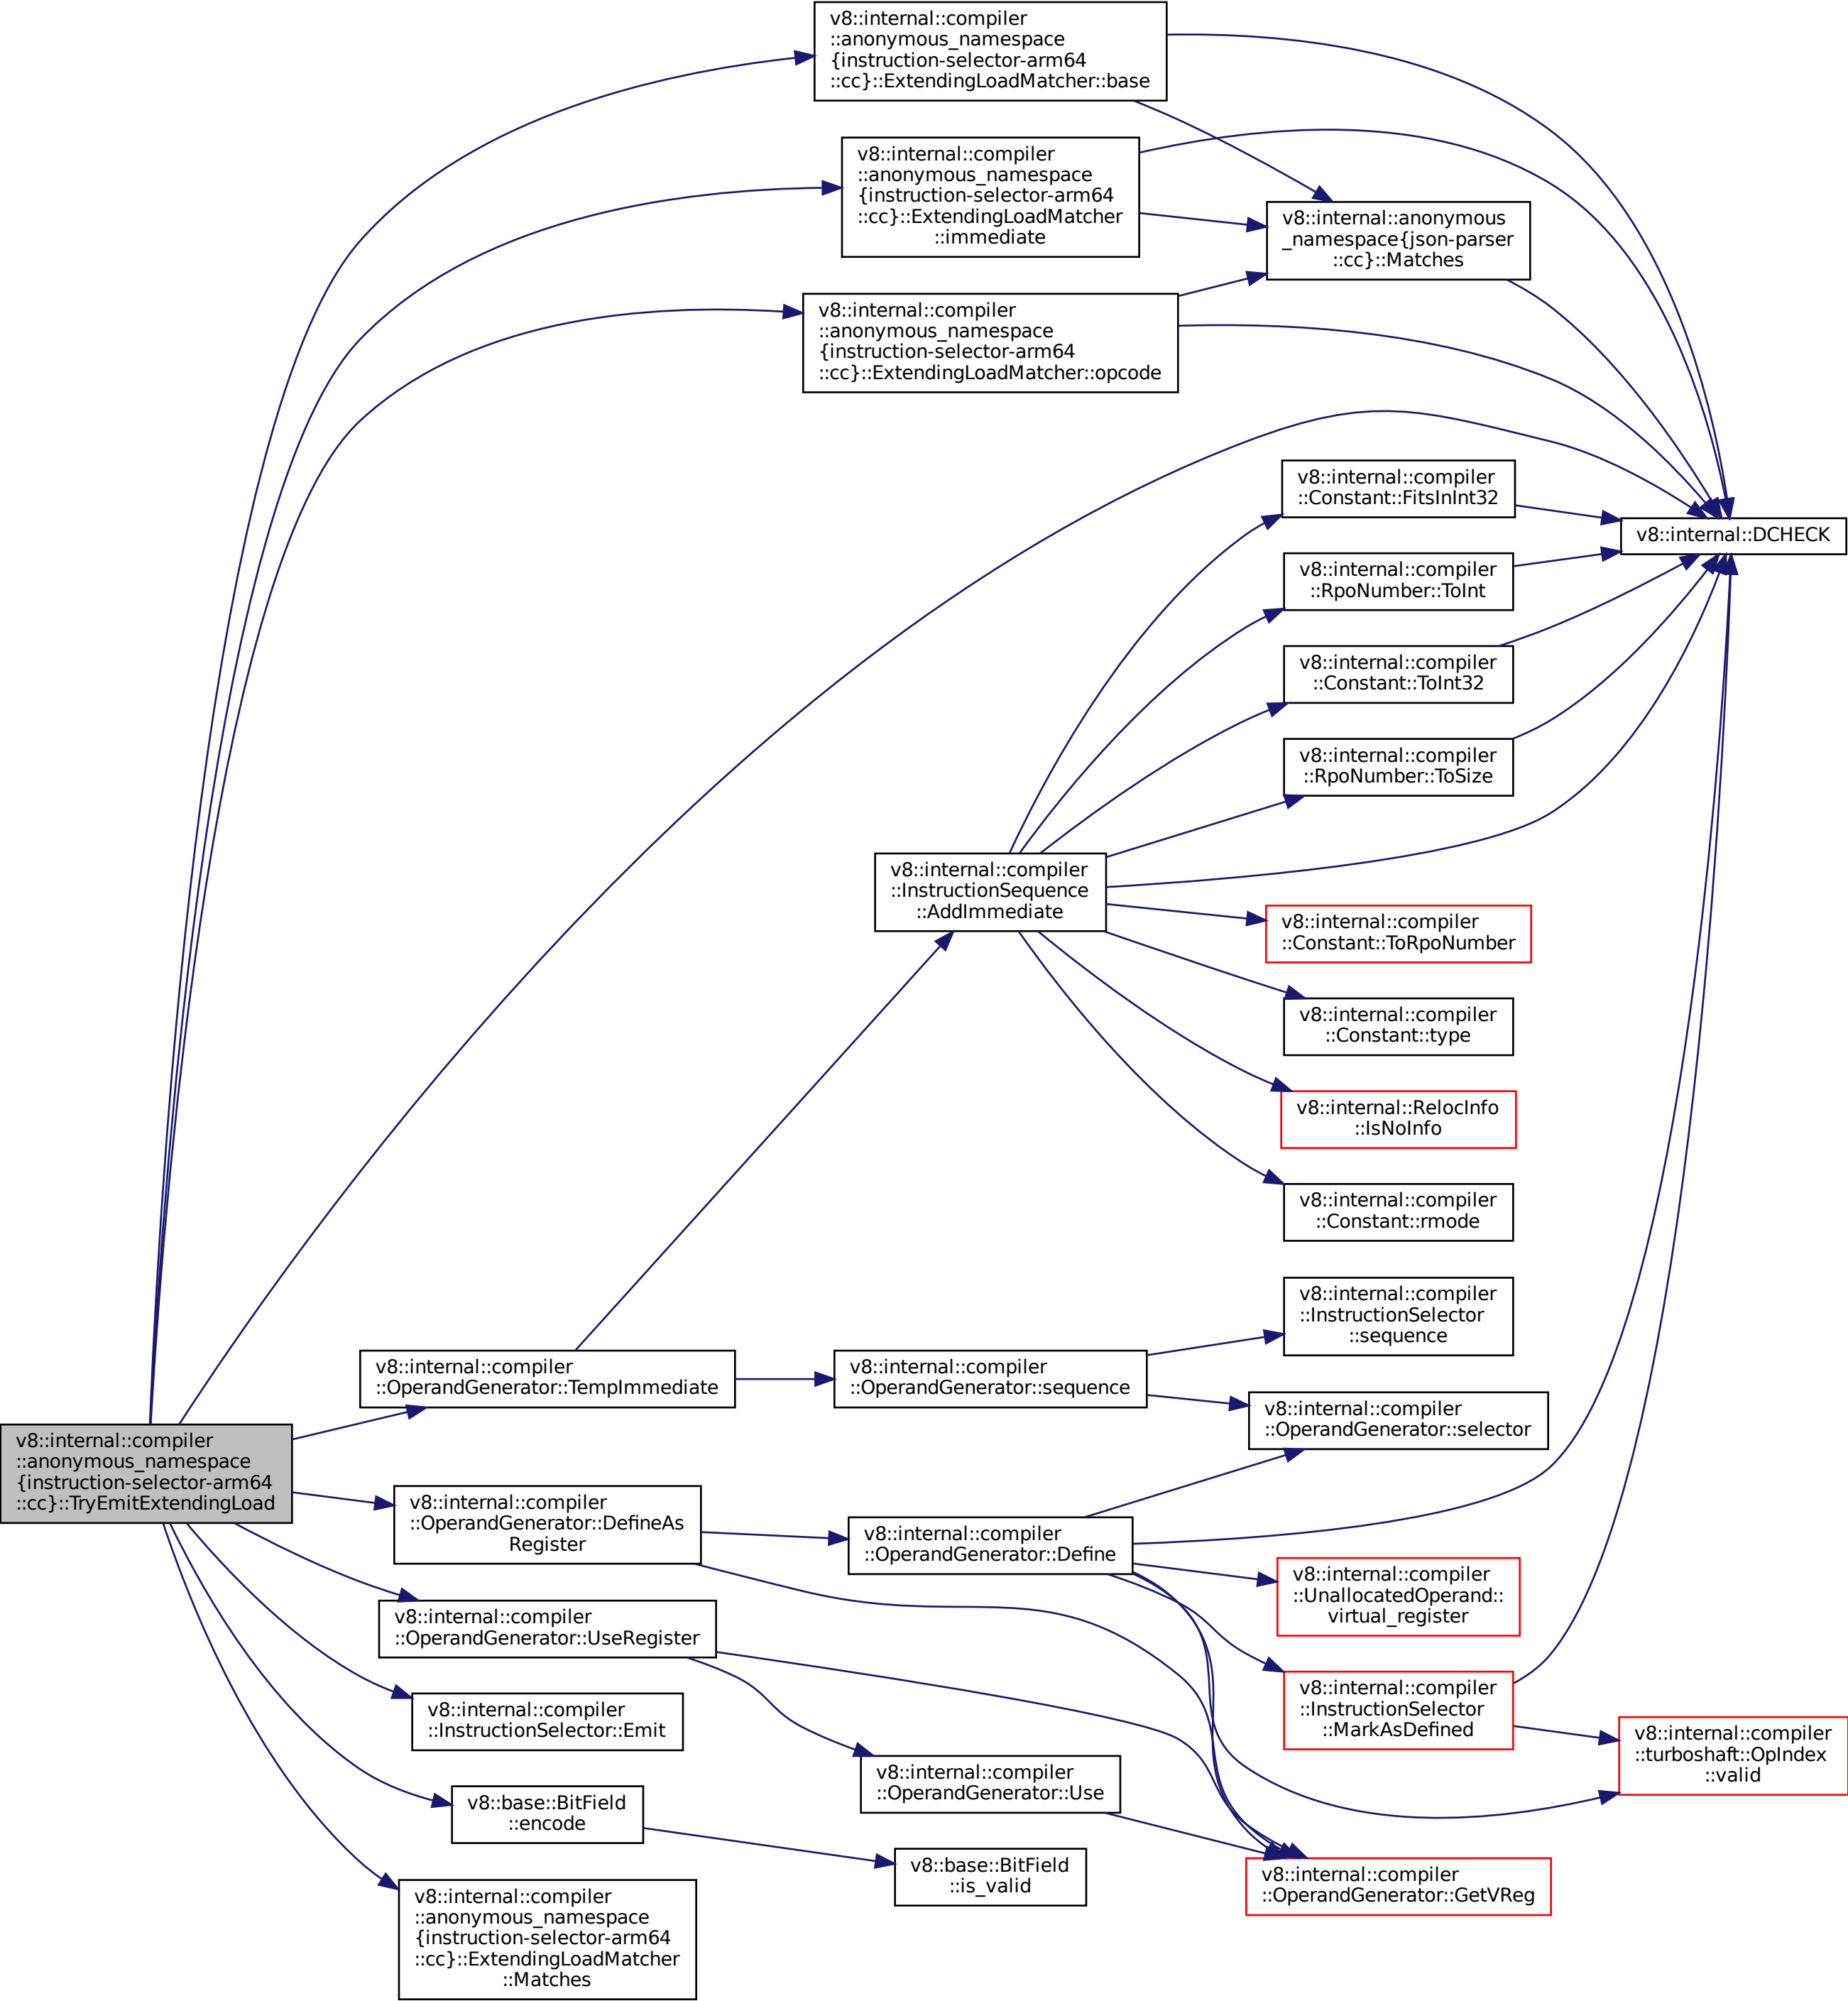 v8::internal::compiler
::anonymous_namespace
{instruction-selector-arm64
::cc}::ExtendingLoadMatcher::base
v8::internal::compiler
::anonymous_namespace
{instruction-selector-arm64
::cc}::ExtendingLoadMatcher
::immediate
v8::internal::anonymous
_namespace{json-parser
::cc}::Matches
v8::internal::compiler
::anonymous_namespace
{instruction-selector-arm64
::cc}::ExtendingLoadMatcher::opcode
v8::internal::compiler
::Constant::FitsInInt32
v8::internal::DCHECK
v8::internal::compiler
::RpoNumber::ToInt
v8::internal::compiler
::Constant::ToInt32
v8::internal::compiler
::RpoNumber::ToSize
v8::internal::compiler
::InstructionSequence
::AddImmediate
v8::internal::compiler
::Constant::ToRpoNumber
v8::internal::compiler
::Constant::type
v8::internal::RelocInfo
::IsNoInfo
v8::internal::compiler
::Constant::rmode
v8::internal::compiler
::InstructionSelector
::sequence
v8::internal::compiler
::OperandGenerator::TempImmediate
v8::internal::compiler
::OperandGenerator::sequence
v8::internal::compiler
::OperandGenerator::selector
v8::internal::compiler
::anonymous_namespace
{instruction-selector-arm64
::cc}::TryEmitExtendingLoad
v8::internal::compiler
::OperandGenerator::DefineAs
Register
v8::internal::compiler
::OperandGenerator::Define
v8::internal::compiler
::UnallocatedOperand::
virtual_register
v8::internal::compiler
::OperandGenerator::UseRegister
v8::internal::compiler
::InstructionSelector
::MarkAsDefined
v8::internal::compiler
::InstructionSelector::Emit
v8::internal::compiler
::turboshaft::OpIndex
::valid
v8::internal::compiler
::OperandGenerator::Use
v8::base::BitField
::encode
v8::base::BitField
::is_valid
v8::internal::compiler
::OperandGenerator::GetVReg
v8::internal::compiler
::anonymous_namespace
{instruction-selector-arm64
::cc}::ExtendingLoadMatcher
::Matches